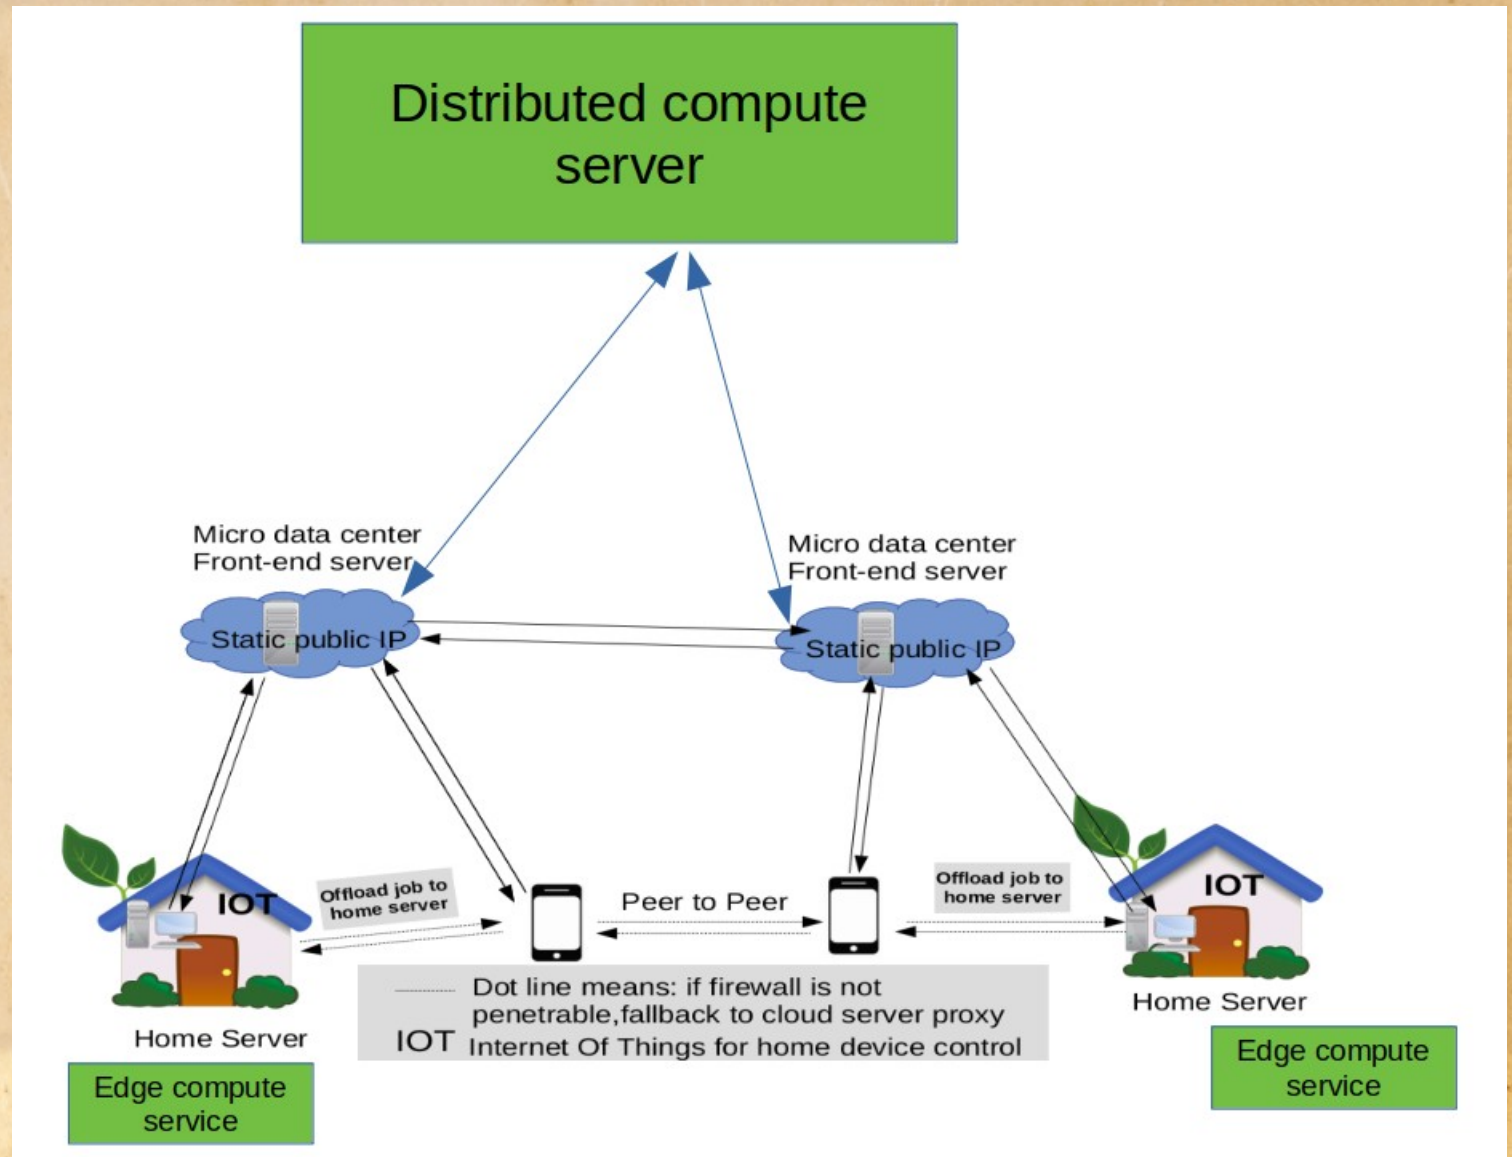 Distributed compute
server
Micro data center
Front-end server
Micro data center
Front-end server
Static public IP
Static public IP
IOT
Offload job to
home server
Peer to Peer
Offload job to
home server
IOT
Dot line means: if firewall is not
penetrable,fallback to cloud server proxy
IOT Internet Of Things for home device control
Home Server
Home Server
Edge compute
service
Edge compute
service